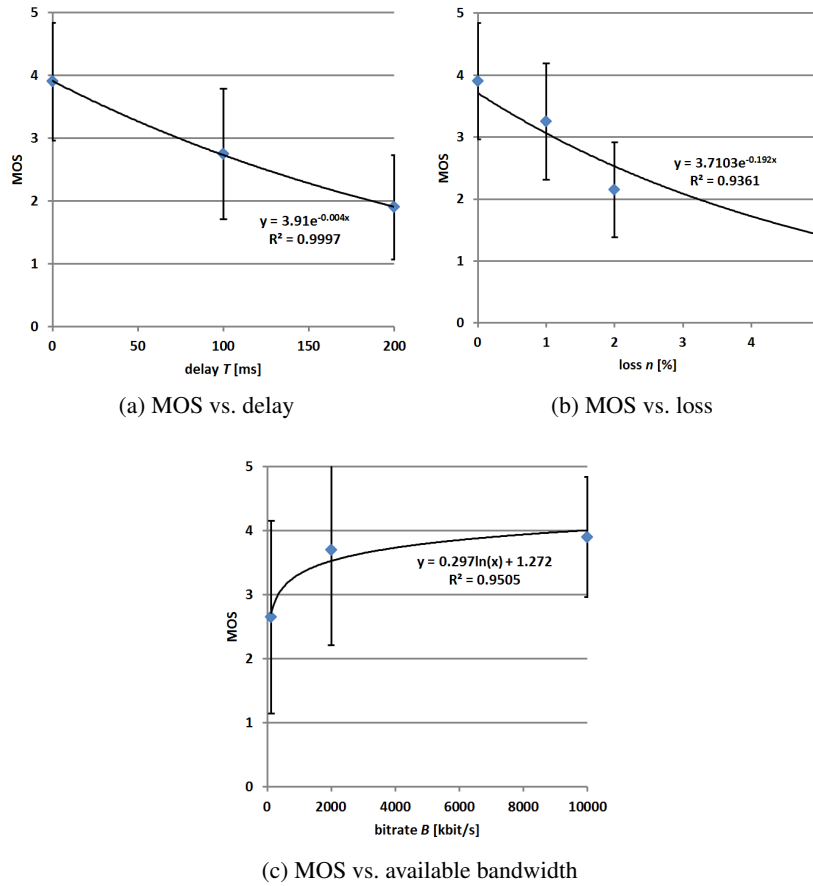 5
4
3
2
1
0
MOS
y = 3.91e^-0.004x
R² = 0.9997
0 50 100 150 200
delay T [ms]
(a) MOS vs. delay
5
4
3
2
1
0
MOS
y = 3.7103e^-0.192x
R² = 0.9361
0 1 2 3 4
loss n [%]
(b) MOS vs. loss
5
4
3
2
1
0
MOS
y = 0.297ln(x) + 1.272
R² = 0.9505
0 2000 4000 6000 8000 10000
bitrate B [kbit/s]
(c) MOS vs. available bandwidth